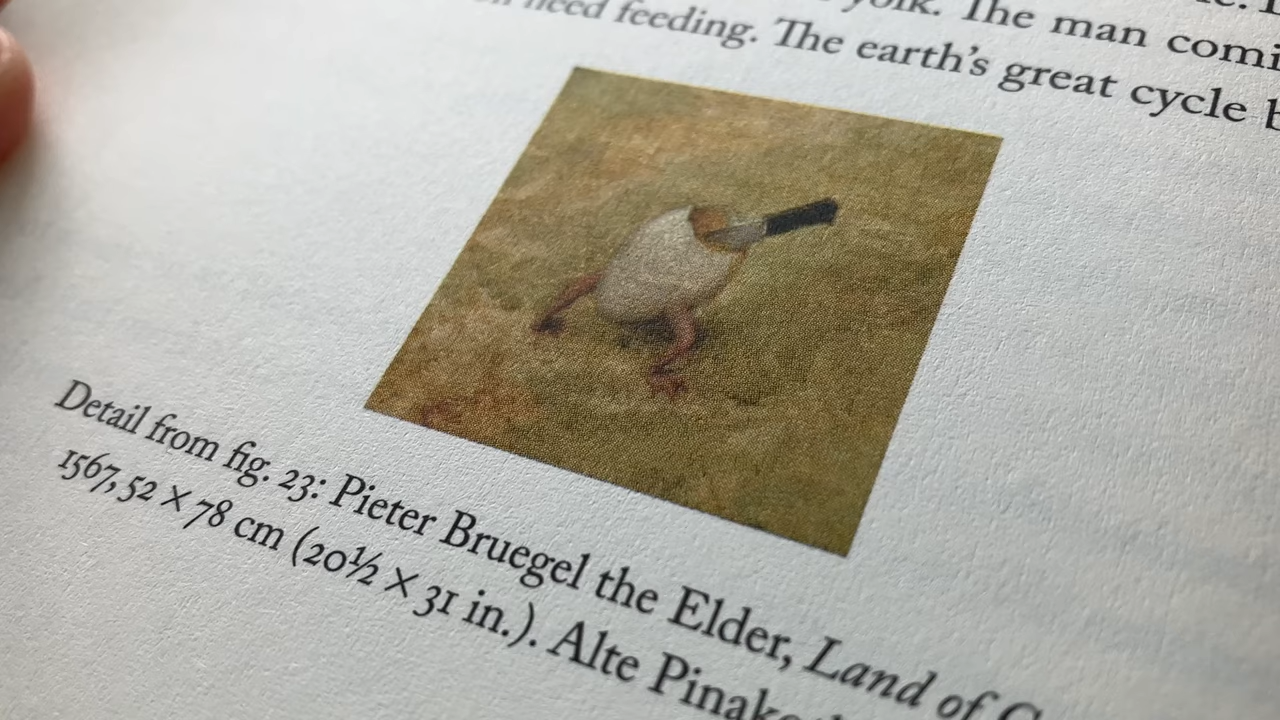 yolk. The man
need feeding. The earth's great cycle
Detail from fig. 23: Pieter Bruegel the Elder, Land of
1567, 52 × 78 cm (20½ × 31 in.). Alte